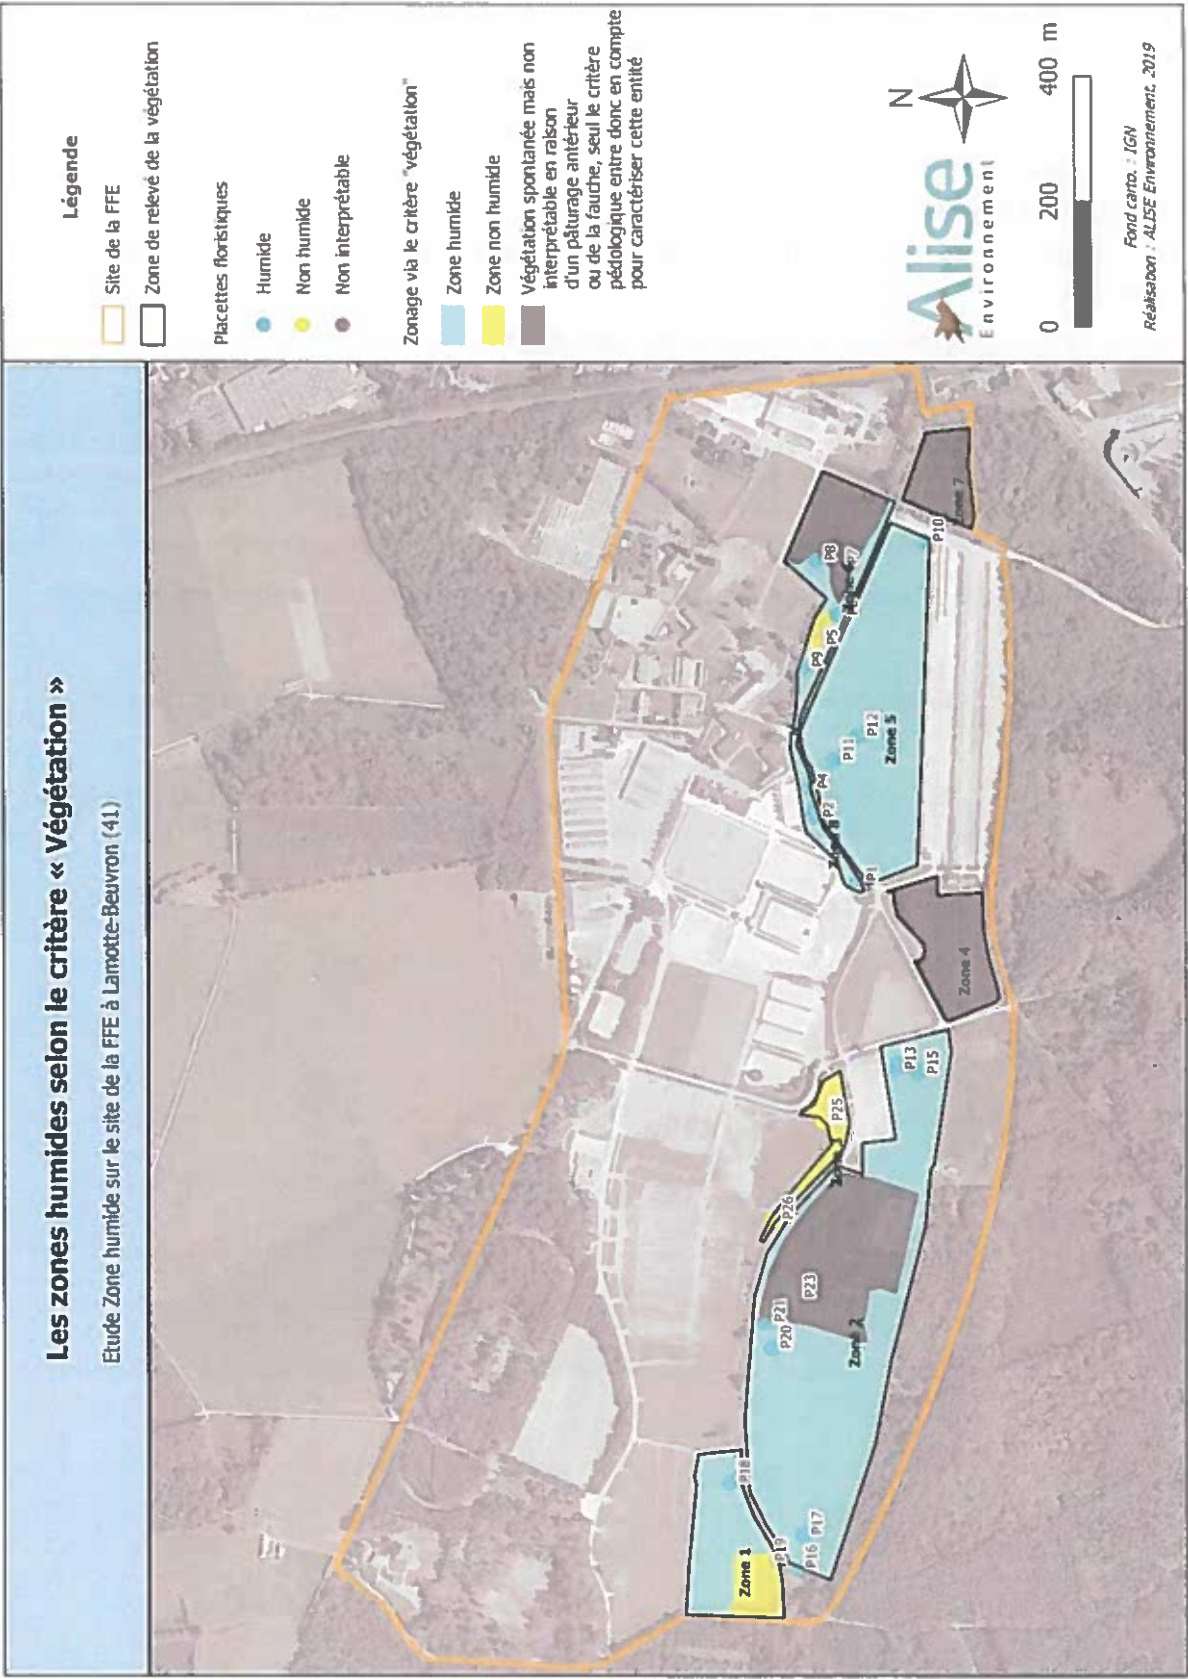 Les zones humides selon le critère « Végétation »
Etude Zone humide sur le site de la FFE à Lamotte-Beuvron (41)
Légende
Site de la FFE
Zone de relevé de la végétation
Placettes floristiques
Humide
Non humide
Non interprétable
Zonage via le critère "végétation"
Zone humide
Zone non humide
Végétation spontanée mais non
interprétable en raison
d'un pâturage antérieur
ou de la fauche, seul le critère
pédologique entre donc en compte
pour caractériser cette entité
N
Alise
Environnement
0 200 400 m
Fond carto. : IGN
Réalisation : ALISE Environnement, 2019
Zone 1
P18
P19
P16
P17
P20
P21
P23
Zone 2
P26
P25
P13
P15
Zone 4
P1
P2
P4
P11
P12
Zone 5
P9
P5
P8
P7
P10
Zone 7